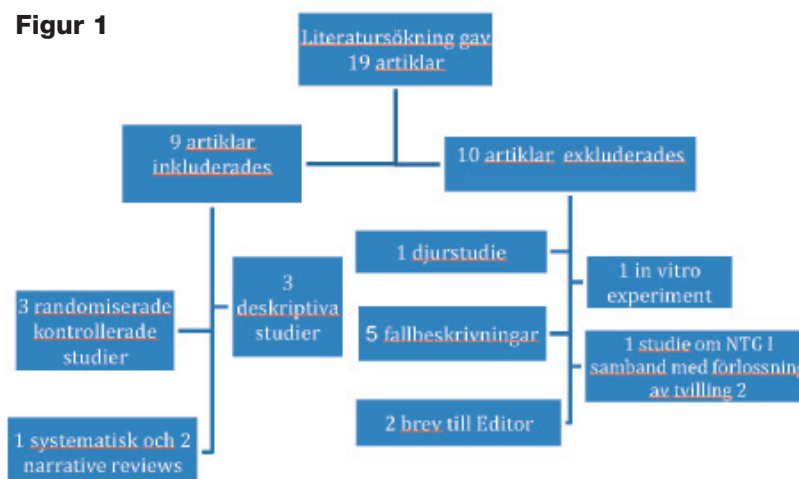 Figur 1
Literatursökning gav
19 artiklar
9 artiklar
inkluderades
10 artiklar exkluderades
3 randomiserade
kontrollerade
studier
3
deskriptiva
studier
1 systematisk och 2
narrative reviews
1 djurstudie
1 in vitro
experiment
5 fallbeskrivningar
1 studie om NTG I
samband med förlossning
av tvilling 2
2 brev till Editor